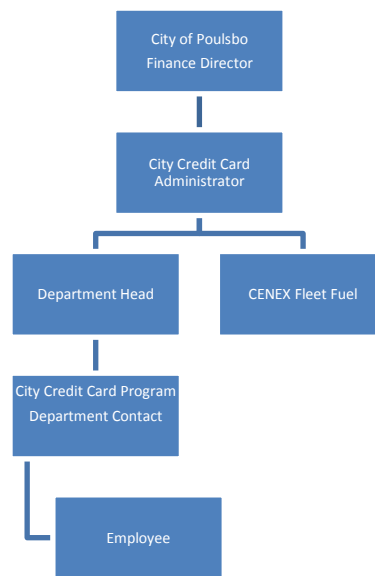 City of Poulsbo
Finance Director
City Credit Card
Administrator
Department Head
CENEX Fleet Fuel
City Credit Card Program
Department Contact
Employee